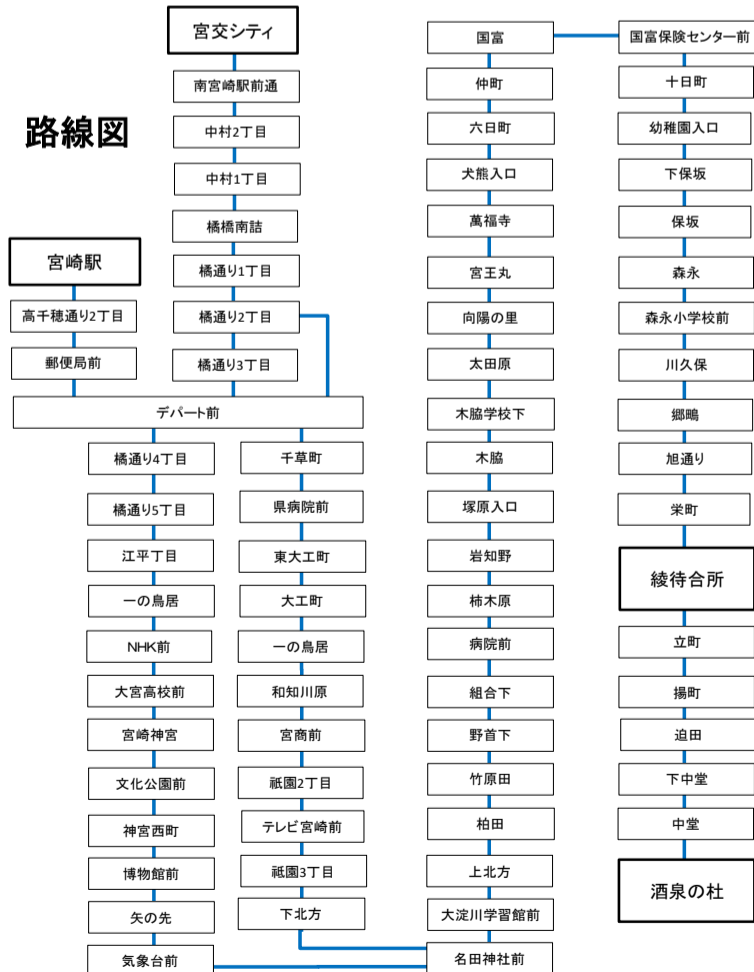 路線図
宮交シティ
南宮崎駅前通
中村2丁目
中村1丁目
橘橋南詰
橘通り1丁目
橘通り2丁目
橘通り3丁目
宮崎駅
高千穂通り2丁目
郵便局前
デパート前
橘通り4丁目
橘通り5丁目
江平丁目
一の鳥居
NHK前
大宮高校前
宮崎神宮
文化公園前
神宮西町
博物館前
矢の先
気象台前
千草町
県病院前
東大工町
大工町
一の鳥居
和知川原
宮商前
祇園2丁目
テレビ宮崎前
祇園3丁目
下北方
国富
仲町
六日町
犬熊入口
萬福寺
宮王丸
向陽の里
太田原
木脇学校下
木脇
塚原入口
岩知野
柿木原
病院前
組合下
野首下
竹原田
柏田
上北方
大淀川学習館前
名田神社前
国富保険センター前
十日町
幼稚園入口
下保坂
保坂
森永
森永小学校前
川久保
郷鴫
旭通り
栄町
綾待合所
立町
揚町
迫田
下中堂
中堂
酒泉の杜